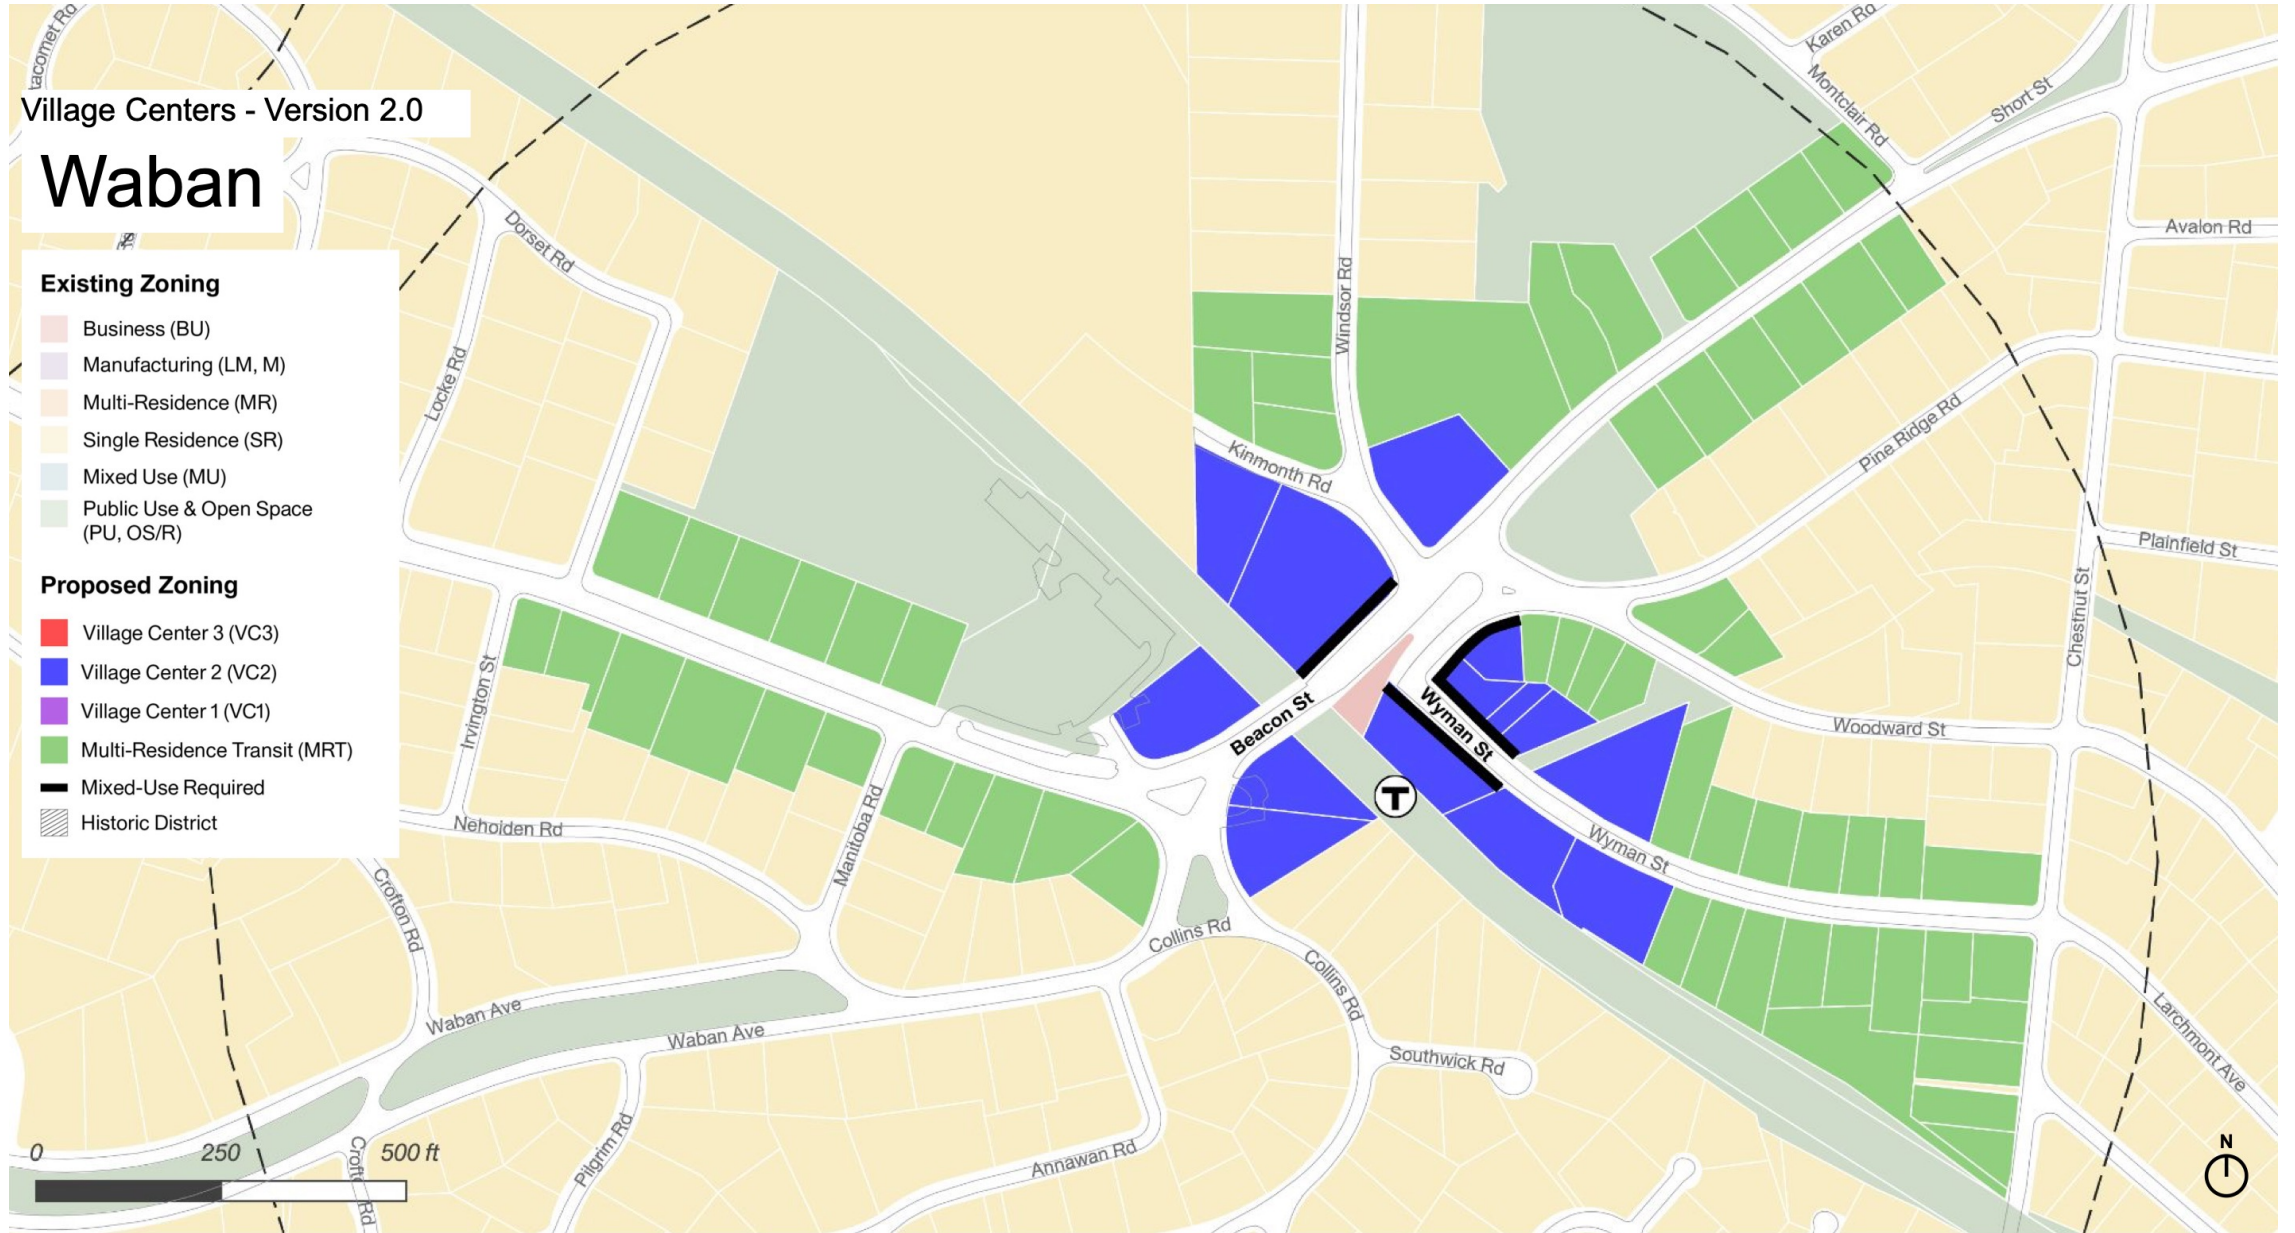 Village Centers - Version 2.0
Waban
Existing Zoning
Business (BU)
Manufacturing (LM, M)
Multi-Residence (MR)
Single Residence (SR)
Mixed Use (MU)
Public Use & Open Space
(PU, OS/R)
Proposed Zoning
Village Center 3 (VC3)
Village Center 2 (VC2)
Village Center 1 (VC1)
Multi-Residence Transit (MRT)
Mixed-Use Required
Historic District
0 250 500 ft
tacomet Rd
Dorset Rd
Locke Rd
Irvington St
Nehoiden Rd
Manitoba Rd
Crofton Rd
Waban Ave
Waban Ave
Pilgrim Rd
Rd
Annawan Rd
Collins Rd
Collins Rd
Southwick Rd
Windsor Rd
Kinmonth Rd
Beacon St
Wyman St
Wyman St
T
Karen Rd
Montclair Rd
Short St
Avalon Rd
Pine Ridge Rd
Plainfield St
Chestnut St
Woodward St
Larchmont Ave
N